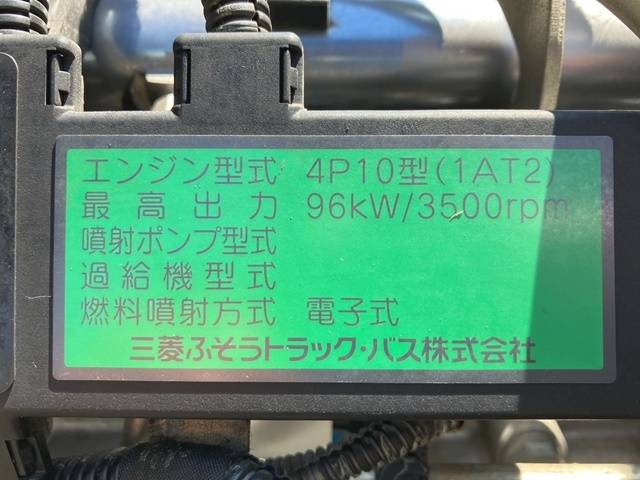 エンジン型式 4P10型(1AT2)
最高出力 96kW/3500rpm
噴射ポンプ型式
過給機型式
燃料噴射方式 電子式
三菱ふそうトラック・バス株式会社